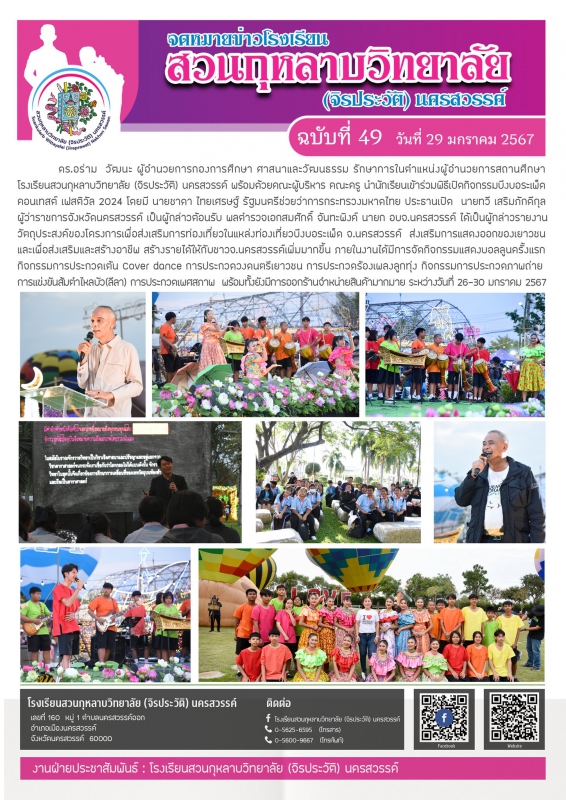 จดหมายข่าวโรงเรียน
สวนกุหลาบวิทยาลัย
(จิรประวัติ) นครสวรรค์
ฉบับที่ 49 วันที่ 29 มกราคม 2567
ดร.อร่าม วัฒนะ ผู้อำนวยการกองการศึกษา ศาสนาและวัฒนธรรม รักษาการในตำแหน่งผู้อำนวยการสถานศึกษา
โรงเรียนสวนกุหลาบวิทยาลัย (จิรประวัติ) นครสวรรค์ พร้อมด้วยคณะผู้บริหาร คณะครู นำนักเรียนเข้าร่วมพิธีเปิดกิจกรรมบึงบอระเพ็ด
คอนเทสต์ เฟสติวัล 2024 โดยมี นายชาดา ไทยเศรษฐ์ รัฐมนตรีช่วยว่าการกระทรวงมหาดไทย ประธานเปิด นายทวี เสริมภักดีกุล
ผู้ว่าราชการจังหวัดนครสวรรค์ เป็นผู้กล่าวต้อนรับ พลตำรวจเอกสมศักดิ์ จันทะพิงค์ นายก อบจ.นครสวรรค์ ได้เป็นผู้กล่าวรายงาน
วัตถุประสงค์ของโครงการเพื่อส่งเสริมการท่องเที่ยวในแหล่งท่องเที่ยวบึงบอระเพ็ด จ.นครสวรรค์ ส่งเสริมการแสดงออกของเยาวชน
และเพื่อส่งเสริมและสร้างอาชีพ สร้างรายได้ให้กับชาวจ.นครสวรรค์เพิ่มมากขึ้น ภายในงานได้มีการจัดกิจกรรมแสดงบอลลูนครั้งแรก
กิจกรรมการประกวดเต้น Cover dance การประกวดวงดนตรีเยาวชน การประกวดร้องเพลงลูกทุ่ง กิจกรรมการประกวดภาพถ่าย
การแข่งขันส้มตำไหลบัว(ลีลา) การประกวดเพศสภาพ พร้อมทั้งยังมีการออกร้านจำหน่ายสินค้ามากมาย ระหว่างวันที่ 26-30 มกราคม 2567
LOVE
โรงเรียนสวนกุหลาบวิทยาลัย (จิรประวัติ) นครสวรรค์
เลขที่ 160 หมู่ 1 ตำบลนครสวรรค์ออก
อำเภอเมืองนครสวรรค์
จังหวัดนครสวรรค์ 60000
ติดต่อ
โรงเรียนสวนกุหลาบวิทยาลัย (จิรประวัติ) นครสวรรค์
0-5625-6595 (โทรสาร)
0-5600-9667 (โทรศัพท์)
Facebook
Website
งานฝ่ายประชาสัมพันธ์ : โรงเรียนสวนกุหลาบวิทยาลัย (จิรประวัติ) นครสวรรค์